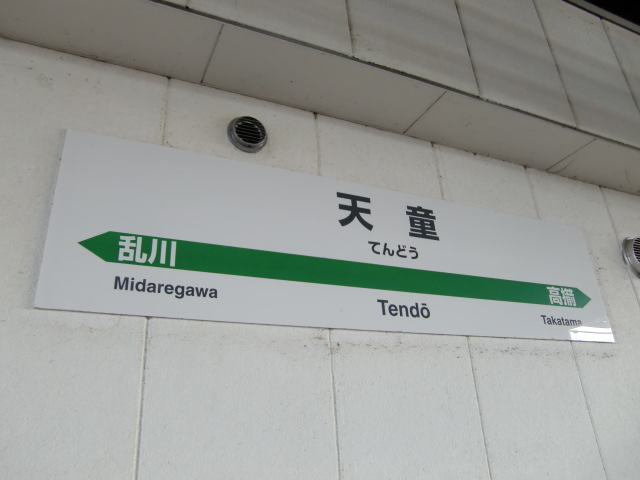 天童
てんどう
乱川
高擶
Midaregawa
Tendō
Takatama